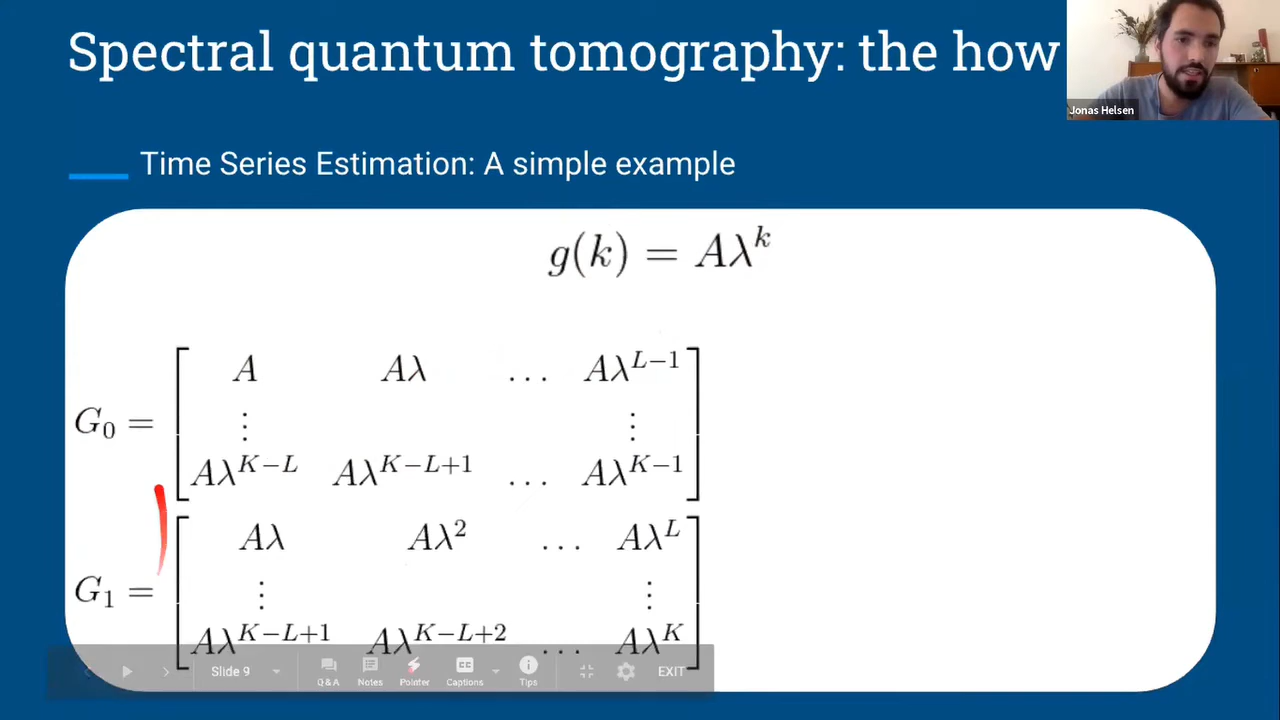 Spectral quantum tomography: the how
Jonas Helsen
Time Series Estimation: A simple example
g(k) = Aλ^k
G_0 = [ A Aλ … Aλ^{L−1}
⋮ ⋮
Aλ^{K−L} Aλ^{K−L+1} … Aλ^{K−1} ]
G_1 = [ Aλ Aλ^2 … Aλ^L
⋮ ⋮
Aλ^{K−L+1} Aλ^{K−L+2} … Aλ^K ]
Slide 9 Q&A Notes Pointer CC Captions Tips EXIT